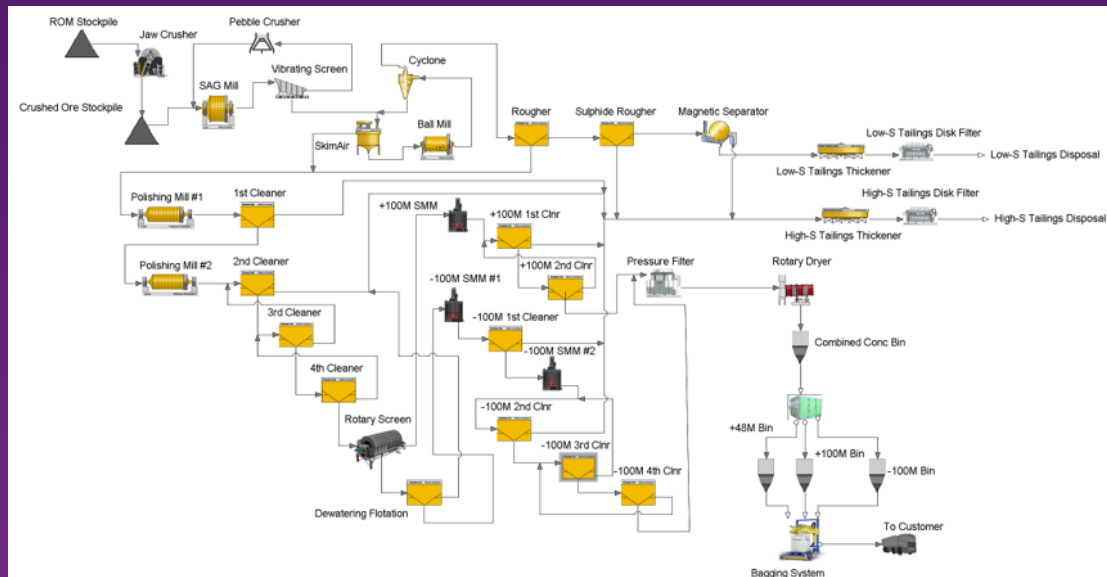 ROM Stockpile
Jaw Crusher
Pebble Crusher
Vibrating Screen
SAG Mill
Crushed Ore Stockpile
Cyclone
Ball Mill
SkimAir
Rougher
Sulphide Rougher
Magnetic Separator
Low-S Tailings Disk Filter
Low-S Tailings Disposal
Low-S Tailings Thickener
High-S Tailings Disk Filter
High-S Tailings Disposal
High-S Tailings Thickener
Polishing Mill #1
1st Cleaner
+100M SMM
+100M 1st Clnr
+100M 2nd Clnr
Polishing Mill #2
2nd Cleaner
-100M SMM #1
Pressure Filter
Rotary Dryer
3rd Cleaner
-100M 1st Cleaner
Combined Conc Bin
-100M SMM #2
4th Cleaner
-100M 2nd Clnr
Rotary Screen
-100M 3rd Clnr
-100M 4th Clnr
+48M Bin
+100M Bin
-100M Bin
Dewatering Flotation
To Customer
Bagging System